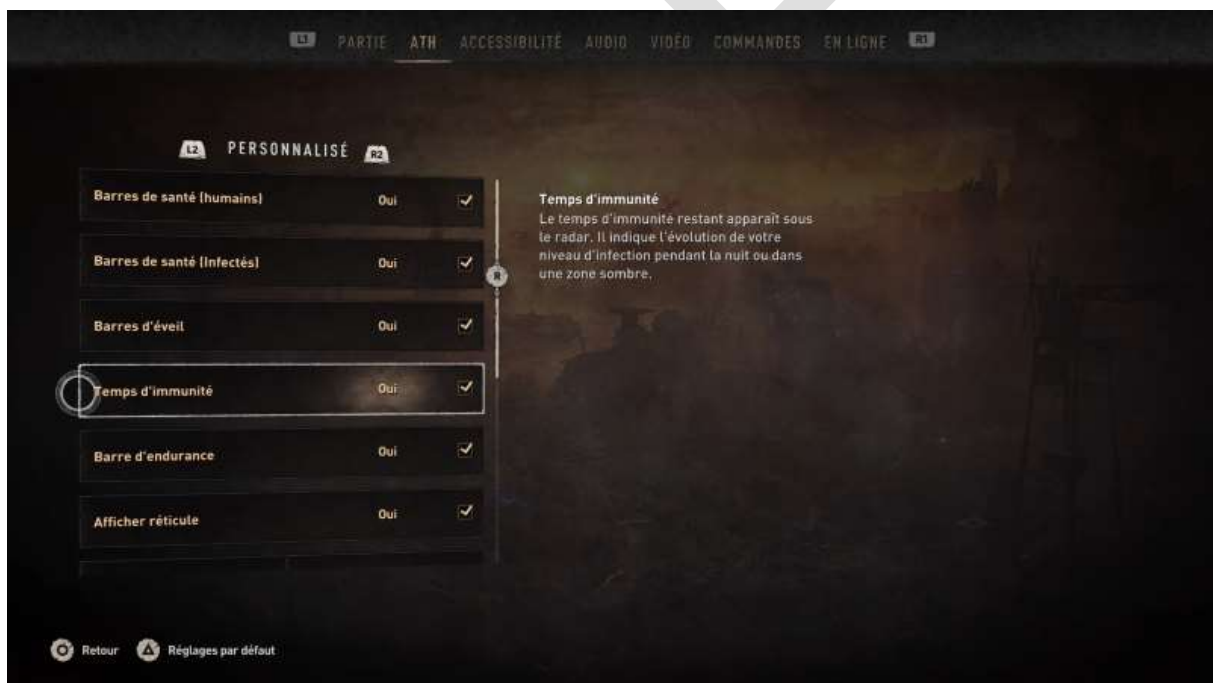 L1 PARTIE ATH ACCESSIBILITÉ AUDIO VIDÉO COMMANDES EN LIGNE R1
L2 PERSONNALISÉ R2
Barres de santé (humains) Oui
Barres de santé (Infectés) Oui
Barres d'éveil Oui
Temps d'immunité Oui
Barre d'endurance Oui
Afficher réticule Oui
R
Temps d'immunité
Le temps d'immunité restant apparaît sous
le radar. Il indique l'évolution de votre
niveau d'infection pendant la nuit ou dans
une zone sombre.
Retour Réglages par défaut